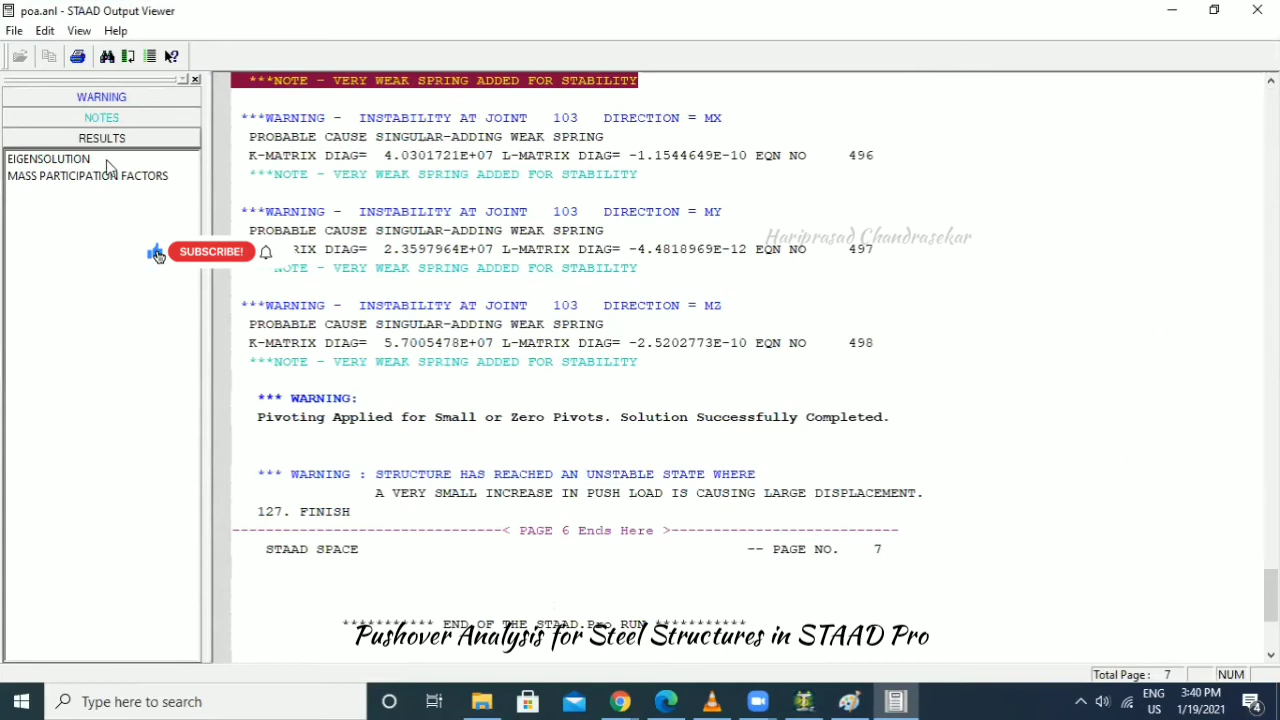 poa.anl - STAAD Output Viewer
File Edit View Help
WARNING
NOTES
RESULTS
EIGENSOLUTION
MASS PARTICIPATION FACTORS
***NOTE - VERY WEAK SPRING ADDED FOR STABILITY
***WARNING - INSTABILITY AT JOINT 103 DIRECTION = MX
PROBABLE CAUSE SINGULAR-ADDING WEAK SPRING
K-MATRIX DIAG= 4.0301721E+07 L-MATRIX DIAG= -1.1544649E-10 EQN NO 496
***NOTE - VERY WEAK SPRING ADDED FOR STABILITY
***WARNING - INSTABILITY AT JOINT 103 DIRECTION = MY
PROBABLE CAUSE SINGULAR-ADDING WEAK SPRING
Hariprasad Chandrasekar
SUBSCRIBE!
RIX DIAG= 2.3597964E+07 L-MATRIX DIAG= -4.4818969E-12 EQN NO 497
NOTE - VERY WEAK SPRING ADDED FOR STABILITY
***WARNING - INSTABILITY AT JOINT 103 DIRECTION = MZ
PROBABLE CAUSE SINGULAR-ADDING WEAK SPRING
K-MATRIX DIAG= 5.7005478E+07 L-MATRIX DIAG= -2.5202773E-10 EQN NO 498
***NOTE - VERY WEAK SPRING ADDED FOR STABILITY
*** WARNING:
Pivoting Applied for Small or Zero Pivots. Solution Successfully Completed.
*** WARNING : STRUCTURE HAS REACHED AN UNSTABLE STATE WHERE
A VERY SMALL INCREASE IN PUSH LOAD IS CAUSING LARGE DISPLACEMENT.
127. FINISH
-------------------------------< PAGE 6 Ends Here >---------------------------
STAAD SPACE -- PAGE NO. 7
*********** END OF THE STAAD.Pro RUN ***********
Pushover Analysis for Steel Structures in STAAD Pro
Total Page: 7 NUM
Type here to search
ENG
US
3:40 PM
1/19/2021
4